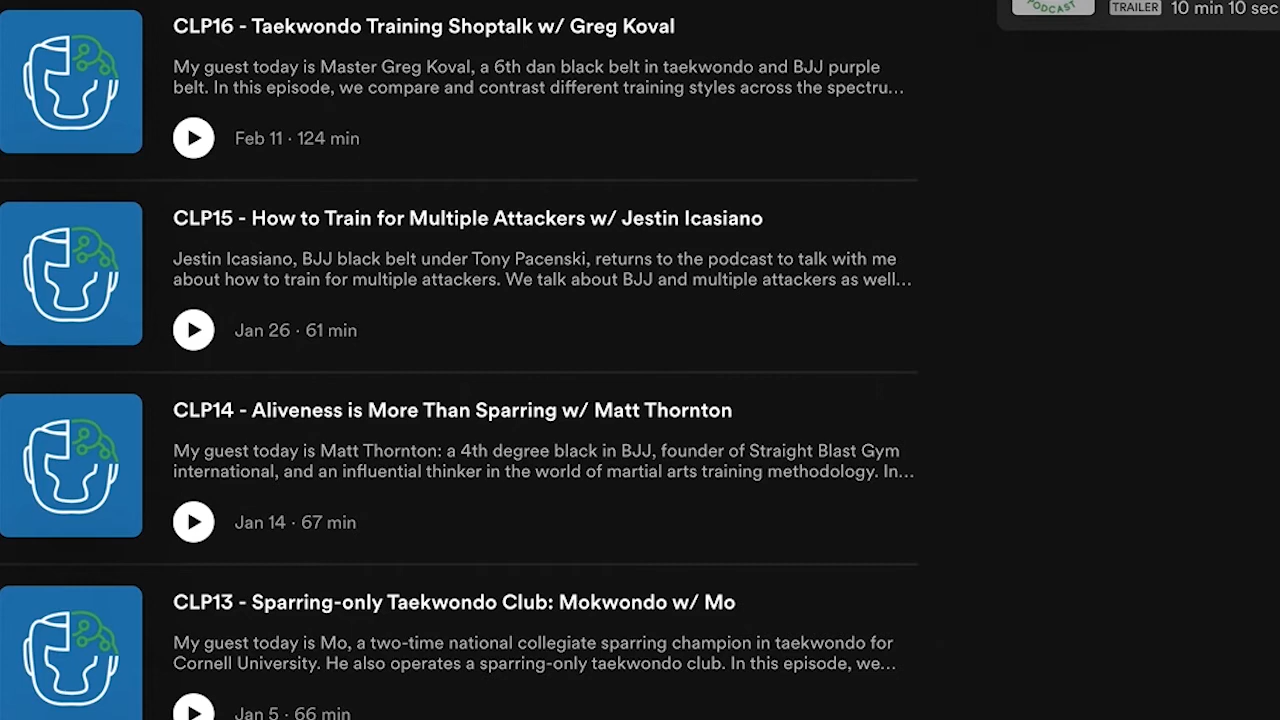 PODCAST
TRAILER 10 min 10 sec
CLP16 - Taekwondo Training Shoptalk w/ Greg Koval
My guest today is Master Greg Koval, a 6th dan black belt in taekwondo and BJJ purple
belt. In this episode, we compare and contrast different training styles across the spectru...
Feb 11 · 124 min
CLP15 - How to Train for Multiple Attackers w/ Jestin Icasiano
Jestin Icasiano, BJJ black belt under Tony Pacenski, returns to the podcast to talk with me
about how to train for multiple attackers. We talk about BJJ and multiple attackers as well...
Jan 26 · 61 min
CLP14 - Aliveness is More Than Sparring w/ Matt Thornton
My guest today is Matt Thornton: a 4th degree black in BJJ, founder of Straight Blast Gym
international, and an influential thinker in the world of martial arts training methodology. In...
Jan 14 · 67 min
CLP13 - Sparring-only Taekwondo Club: Mokwondo w/ Mo
My guest today is Mo, a two-time national collegiate sparring champion in taekwondo for
Cornell University. He also operates a sparring-only taekwondo club. In this episode, we...
Jan 5 · 66 min